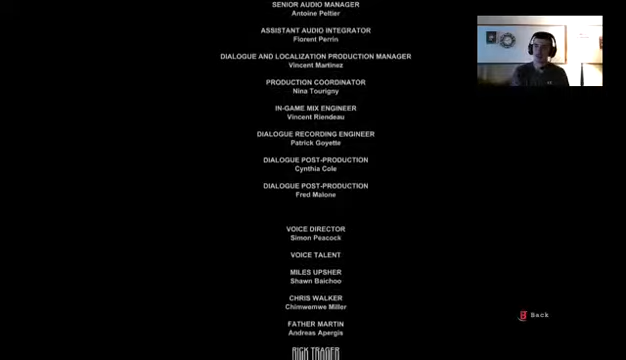 SENIOR AUDIO MANAGER
Antoine Peltier
ASSISTANT AUDIO INTEGRATOR
Florent Perrin
DIALOGUE AND LOCALIZATION PRODUCTION MANAGER
Vincent Martinez
PRODUCTION COORDINATOR
Nina Tourigny
IN-GAME MIX ENGINEER
Vincent Riendeau
DIALOGUE RECORDING ENGINEER
Patrick Goyette
DIALOGUE POST-PRODUCTION
Cynthia Cole
DIALOGUE POST-PRODUCTION
Fred Malone
VOICE DIRECTOR
Simon Peacock
VOICE TALENT
MILES UPSHER
Shawn Baichoo
CHRIS WALKER
Chimwemwe Miller
FATHER MARTIN
Andreas Apergis
RICK TRAGER
Back